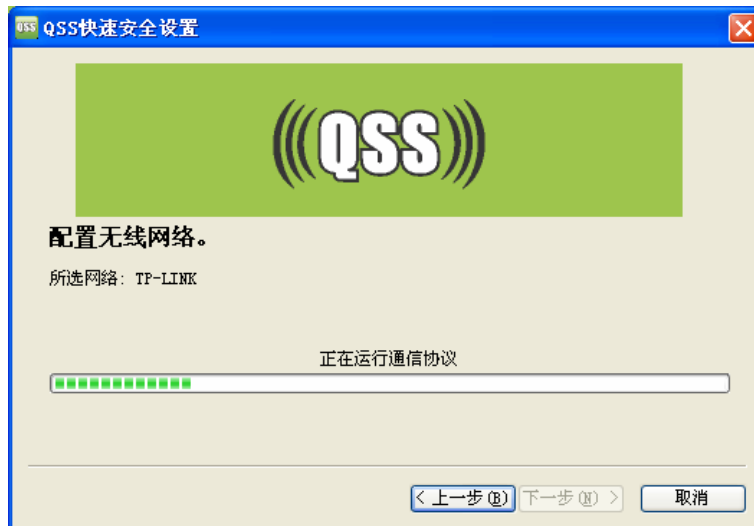 QSS QSS快速安全设置
QSS
配置无线网络。
所选网络: TP-LINK
正在运行通信协议
< 上一步(B) 下一步(N) > 取消